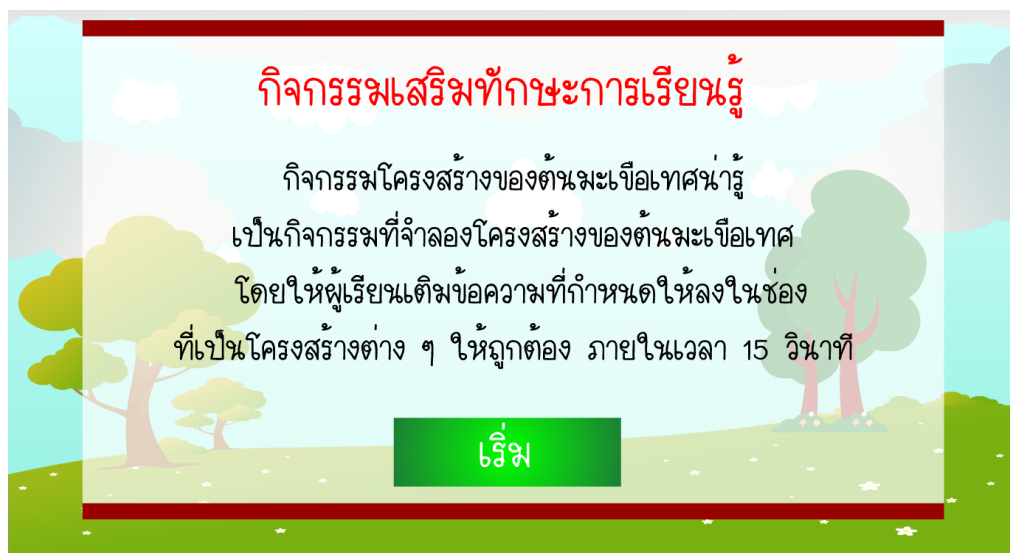 กิจกรรมเสริมทักษะการเรียนรู้
กิจกรรมโครงสร้างของต้นมะเขือเทศน่ารู้
เป็นกิจกรรมที่จำลองโครงสร้างของต้นมะเขือเทศ
โดยให้ผู้เรียนเติมข้อความที่กำหนดให้ลงในช่อง
ที่เป็นโครงสร้างต่าง ๆ ให้ถูกต้อง ภายในเวลา 15 วินาที
เริ่ม